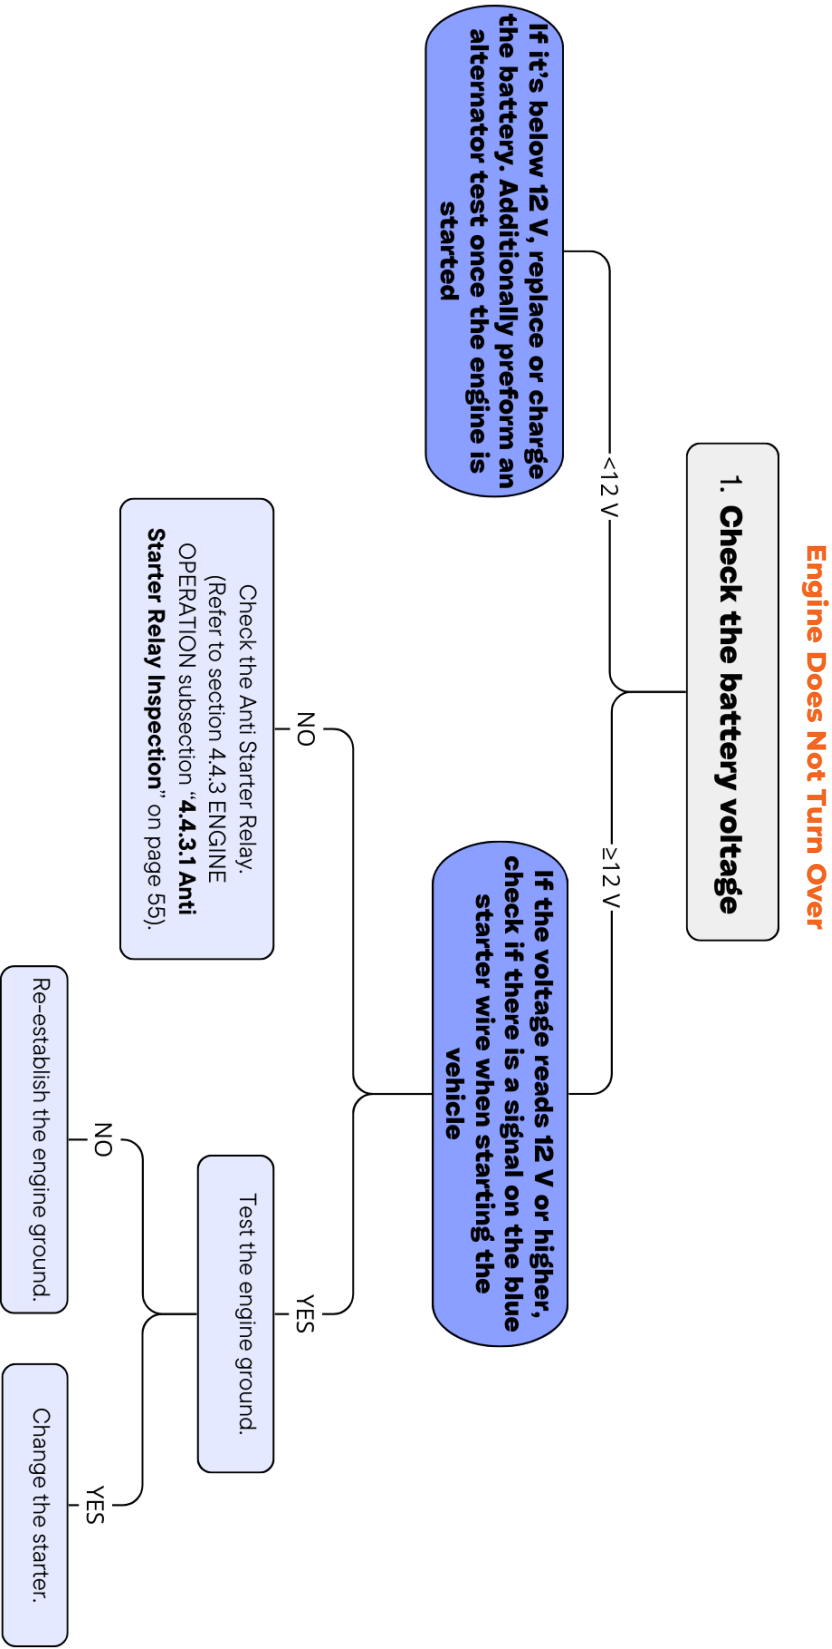 Engine Does Not Turn Over
1. Check the battery voltage
<12 V
≥12 V
If it's below 12 V, replace or charge
the battery. Additionally preform an
alternator test once the engine is
started
If the voltage reads 12 V or higher,
check if there is a signal on the blue
starter wire when starting the
vehicle
NO
YES
Check the Anti Starter Relay.
(Refer to section 4.4.3 ENGINE
OPERATION subsection “4.4.3.1 Anti
Starter Relay Inspection” on page 55).
Test the engine ground.
NO
YES
Re-establish the engine ground.
Change the starter.